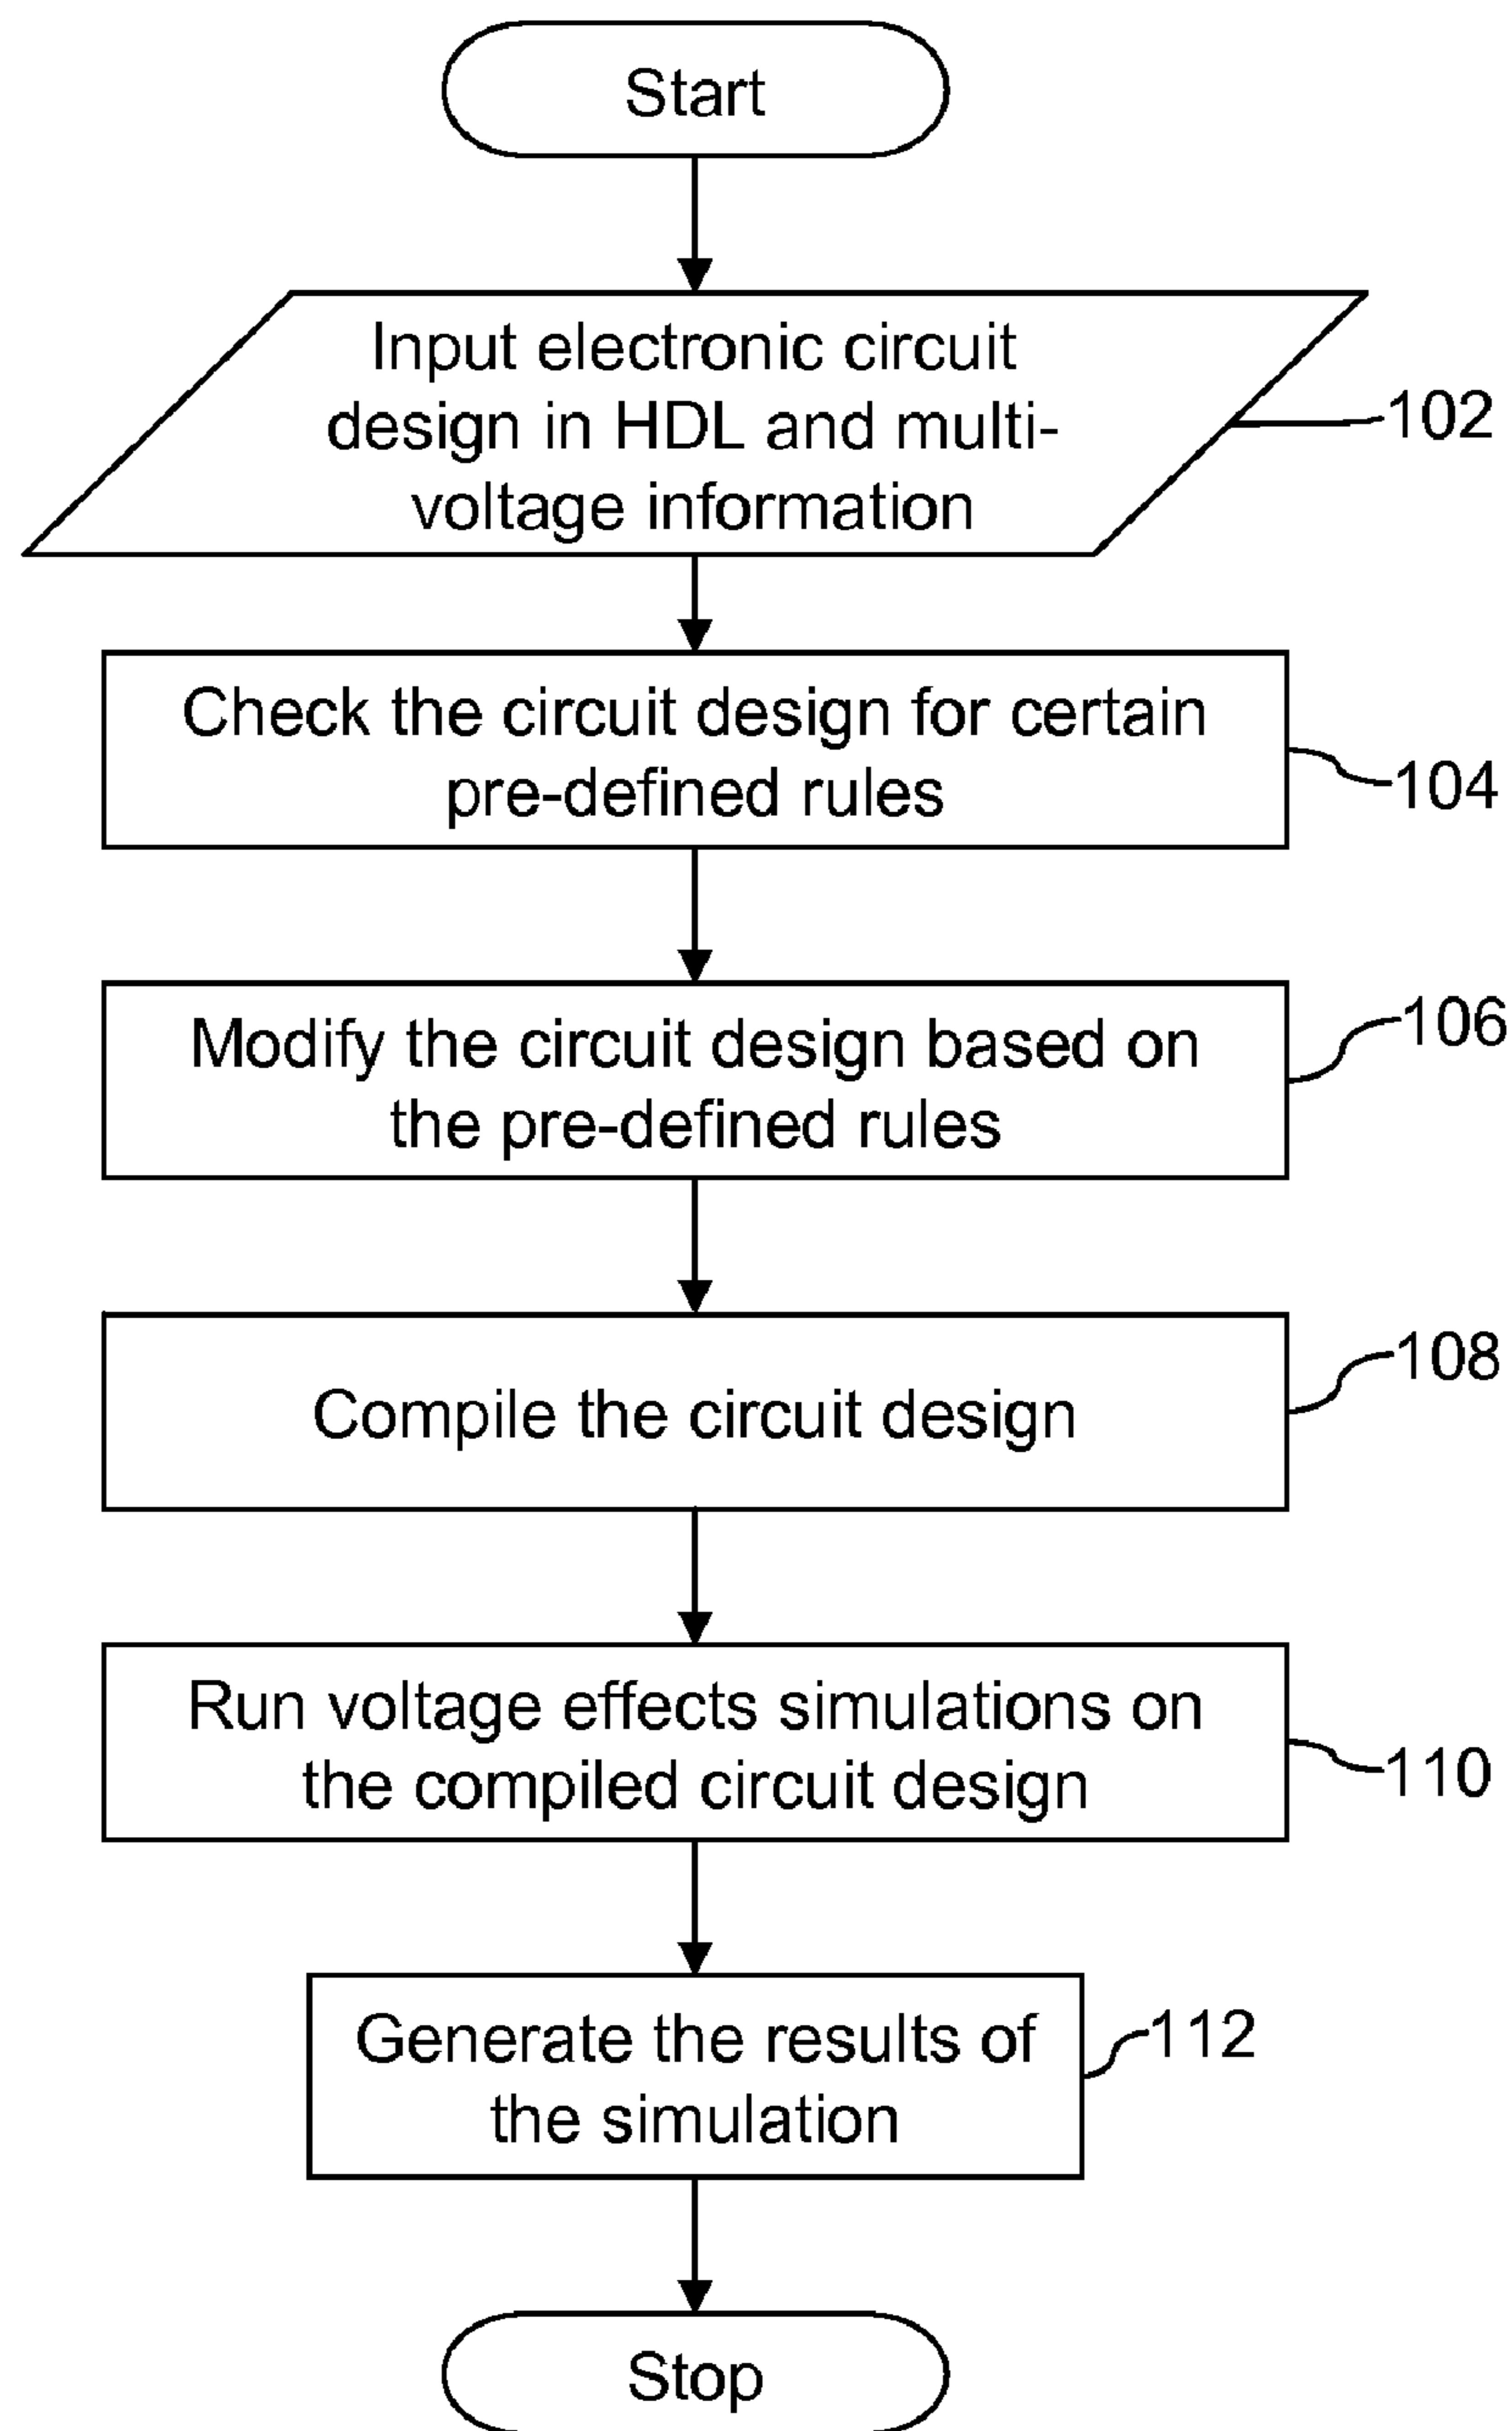 Start
Input electronic circuit
design in HDL and multi-
voltage information
102
Check the circuit design for certain
pre-defined rules
104
Modify the circuit design based on
the pre-defined rules
106
Compile the circuit design
108
Run voltage effects simulations on
the compiled circuit design
110
Generate the results of
the simulation
112
Stop